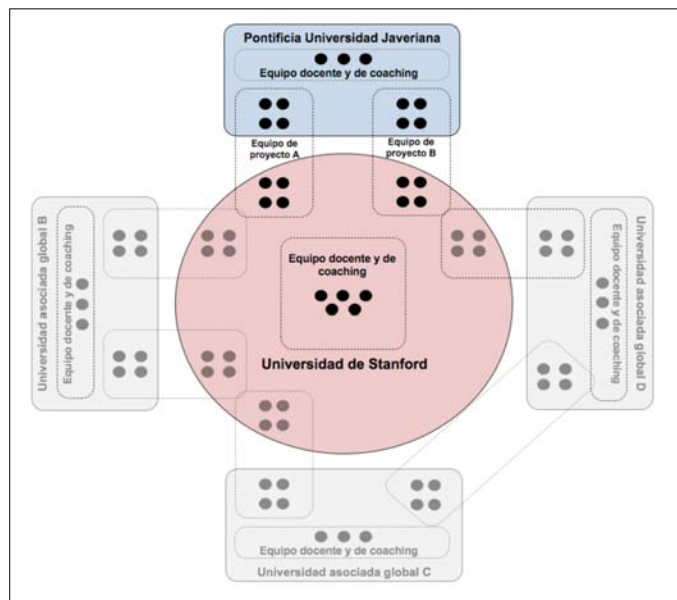 Pontificia Universidad Javeriana
Equipo docente y de coaching
Equipo de
proyecto A
Equipo de
proyecto B
Universidad asociada global B
Equipo docente y de coaching
Equipo docente y de
coaching
Universidad de Stanford
Equipo docente y de coaching
Universidad asociada global D
Equipo docente y de coaching
Universidad asociada global C